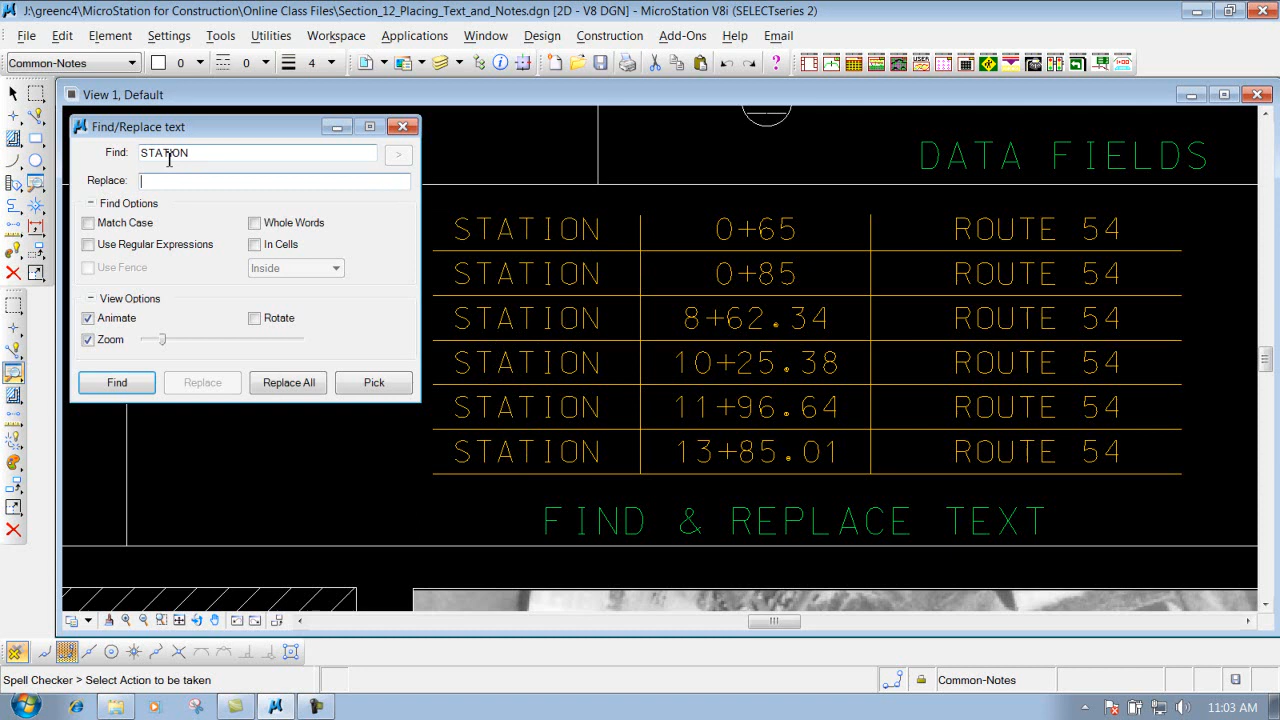 J:\greenc4\MicroStation for Construction\Online Class Files\Section_12_Placing_Text_and_Notes.dgn [2D - V8 DGN] - MicroStation V8i (SELECTseries 2)
File Edit Element Settings Tools Utilities Workspace Applications Window Design Construction Add-Ons Help Email
Common-Notes 0 0 1
View 1, Default
Find/Replace text
Find: STATION >
Replace:
Find Options
Match Case Whole Words
Use Regular Expressions In Cells
Use Fence Inside
View Options
Animate Rotate
Zoom
Find Replace Replace All Pick
DATA FIELDS
STATION 0+65 ROUTE 54
STATION 0+85 ROUTE 54
STATION 8+62.34 ROUTE 54
STATION 10+25.38 ROUTE 54
STATION 11+96.64 ROUTE 54
STATION 13+85.01 ROUTE 54
FIND & REPLACE TEXT
Spell Checker > Select Action to be taken
Common-Notes
11:03 AM